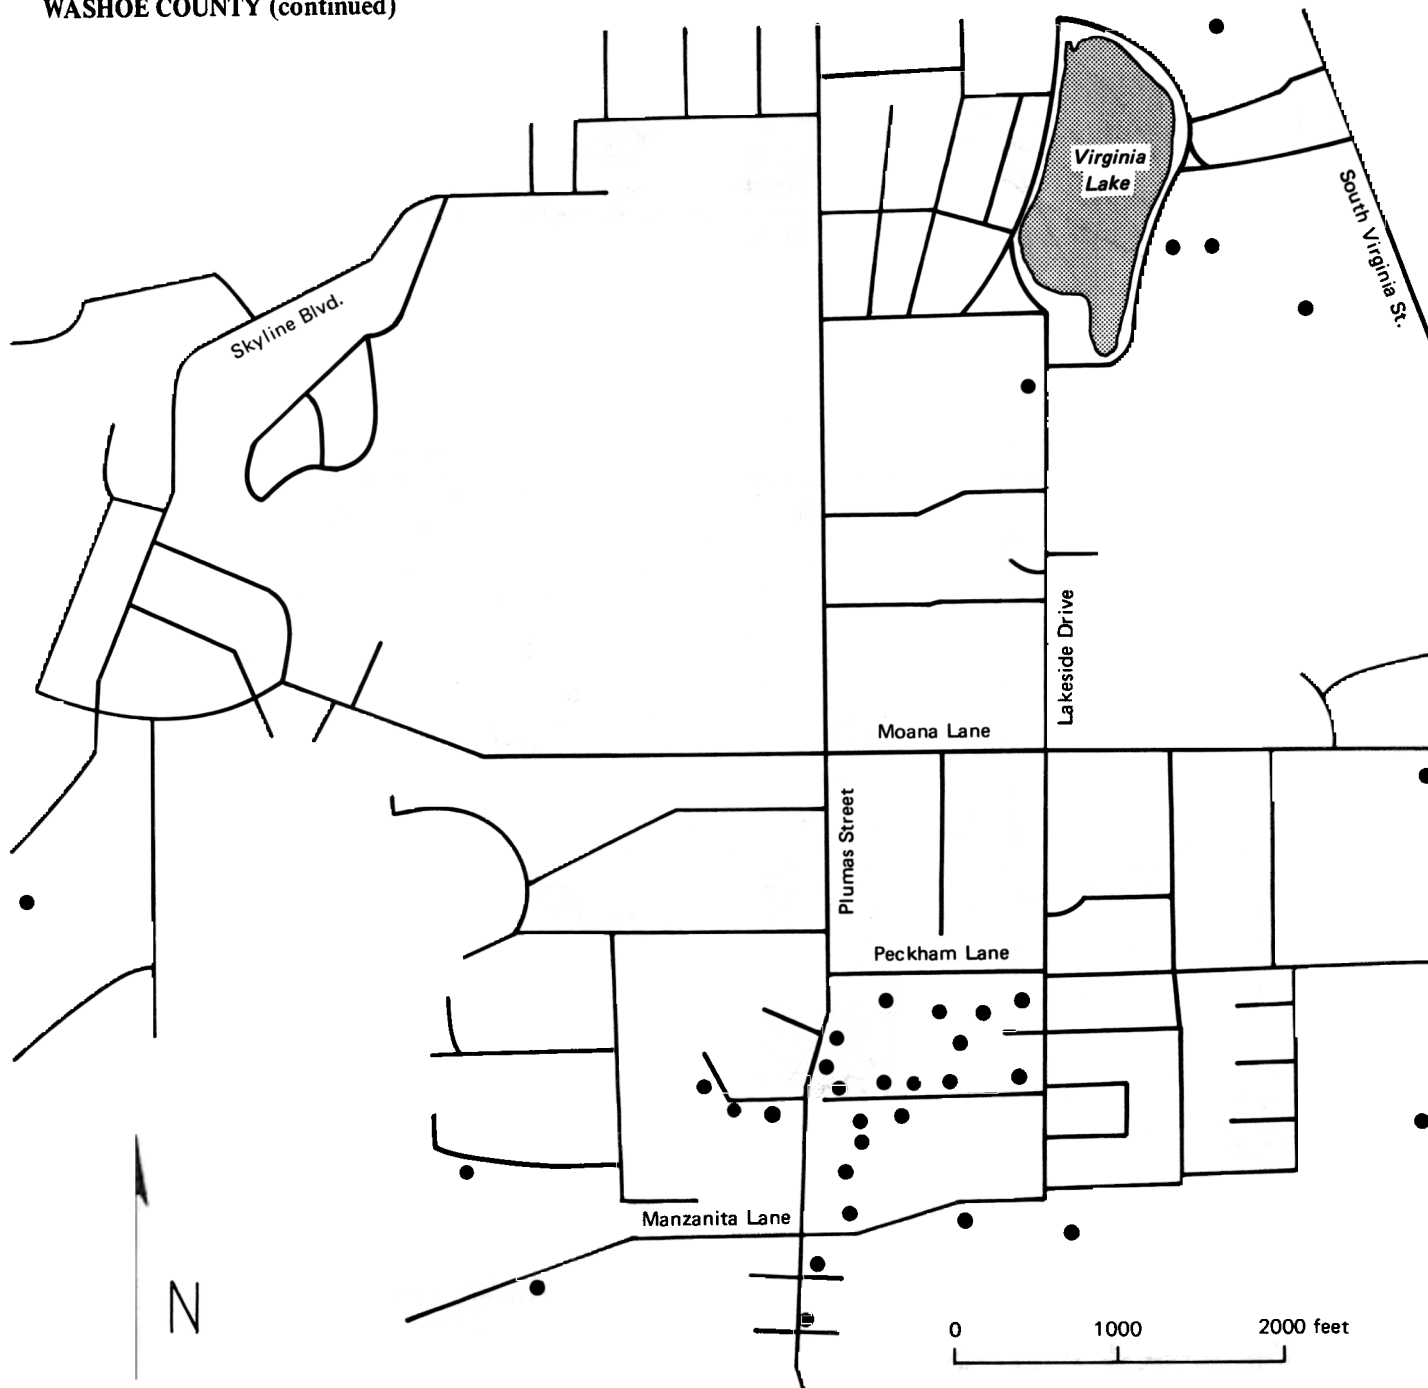 WASHOE COUNTY (continued)
Virginia
Lake
South Virginia St.
Skyline Blvd.
Lakeside Drive
Moana Lane
Plumas Street
Peckham Lane
Manzanita Lane
N
0 1000 2000 feet